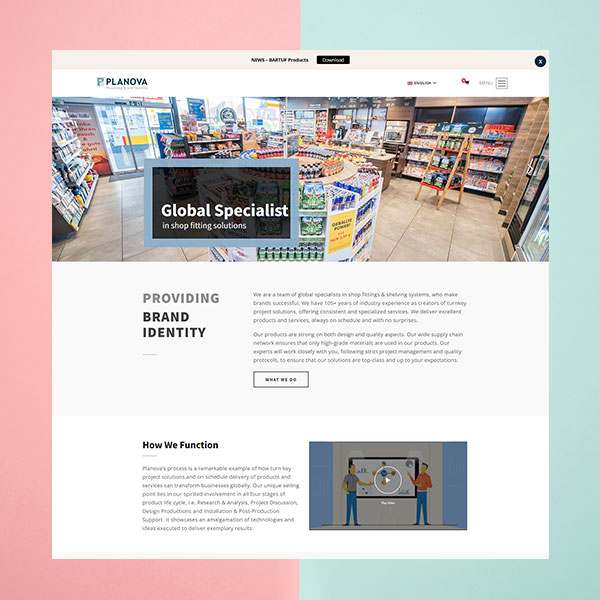 NEWS - BARTUF Products Download X
PLANOVA
Providing Brand Identity
ENGLISH
MENU
GEBALLTE
POWER!
Global Specialist
in shop fitting solutions
PROVIDING
BRAND
IDENTITY
We are a team of global specialists in shop fittings & shelving systems, who make
brands successful. We have 105+ years of industry experience as creators of turnkey
project solutions, offering consistent and specialized services. We deliver excellent
products and services, always on schedule and with no surprises.
Our products are strong on both design and quality aspects. Our wide supply chain
network ensures that only high-grade materials are used in our products. Our
experts will work closely with you, following strict project management and quality
protocols, to ensure that our solutions are top-class and up to your expectations.
WHAT WE DO
How We Function
Planova's process is a remarkable example of how turn key
project solutions and on schedule delivery of products and
services can transform businesses globally. Our unique selling
point lies in our spirited involvement in all four stages of
product life cycle, i.e. Research & Analysis, Project Discussion,
Design Productions and Installation & Post-Production
Support. It showcases an amalgamation of technologies and
ideas executed to deliver exemplary results.
Play Video